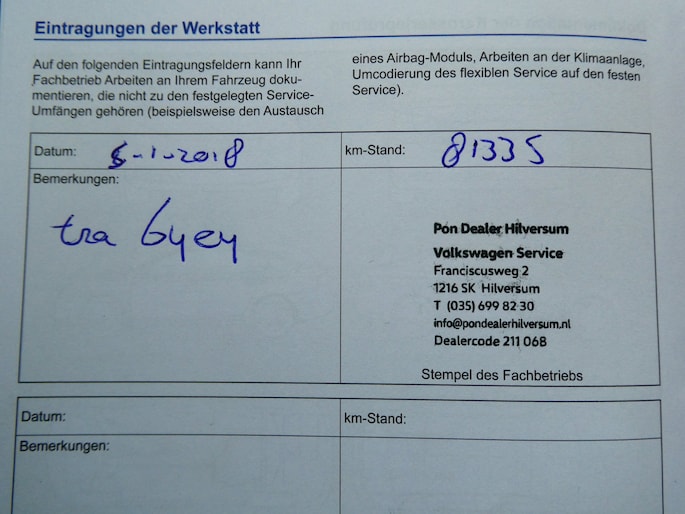 Eintragungen der Werkstatt
Auf den folgenden Eintragungsfeldern kann Ihr
Fachbetrieb Arbeiten an Ihrem Fahrzeug doku-
mentieren, die nicht zu den festgelegten Service-
Umfängen gehören (beispielsweise den Austausch
eines Airbag-Moduls, Arbeiten an der Klimaanlage,
Umcodierung des flexiblen Service auf den festen
Service).
Datum: -1-2018
km-Stand: 81335
Bemerkungen:
tra
Pon Dealer Hilversum
Volkswagen Service
Franciscusweg 2
1216 SK Hilversum
T (035) 699 82 30
info@pondealerhilversum.nl
Dealercode 211 068
Stempel des Fachbetriebs
Datum:
km-Stand:
Bemerkungen: